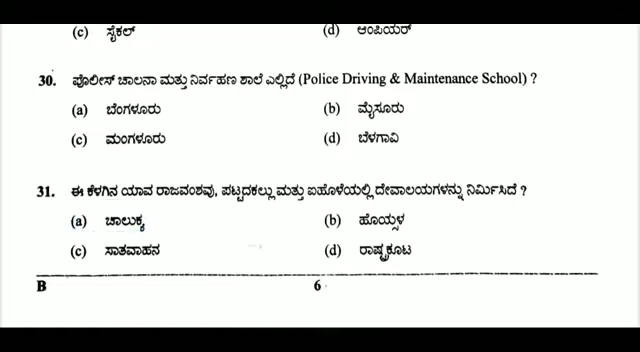 (c) ಸೈಕಲ್ (d) ಆಂಪಿಯರ್
30. ಪೊಲೀಸ್ ಚಾಲನಾ ಮತ್ತು ನಿರ್ವಹಣ ಶಾಲೆ ಎಲ್ಲಿದೆ (Police Driving & Maintenance School) ?
(a) ಬೆಂಗಳೂರು (b) ಮೈಸೂರು
(c) ಮಂಗಳೂರು (d) ಬೆಳಗಾವಿ
31. ಈ ಕೆಳಗಿನ ಯಾವ ರಾಜವಂಶವು, ಪಟ್ಟದಕಲ್ಲು ಮತ್ತು ಐಹೊಳೆಯಲ್ಲಿ ದೇವಾಲಯಗಳನ್ನು ನಿರ್ಮಿಸಿದೆ ?
(a) ಚಾಲುಕ್ಯ (b) ಹೊಯ್ಸಳ
(c) ಸಾತವಾಹನ (d) ರಾಷ್ಟ್ರಕೂಟ
B 6